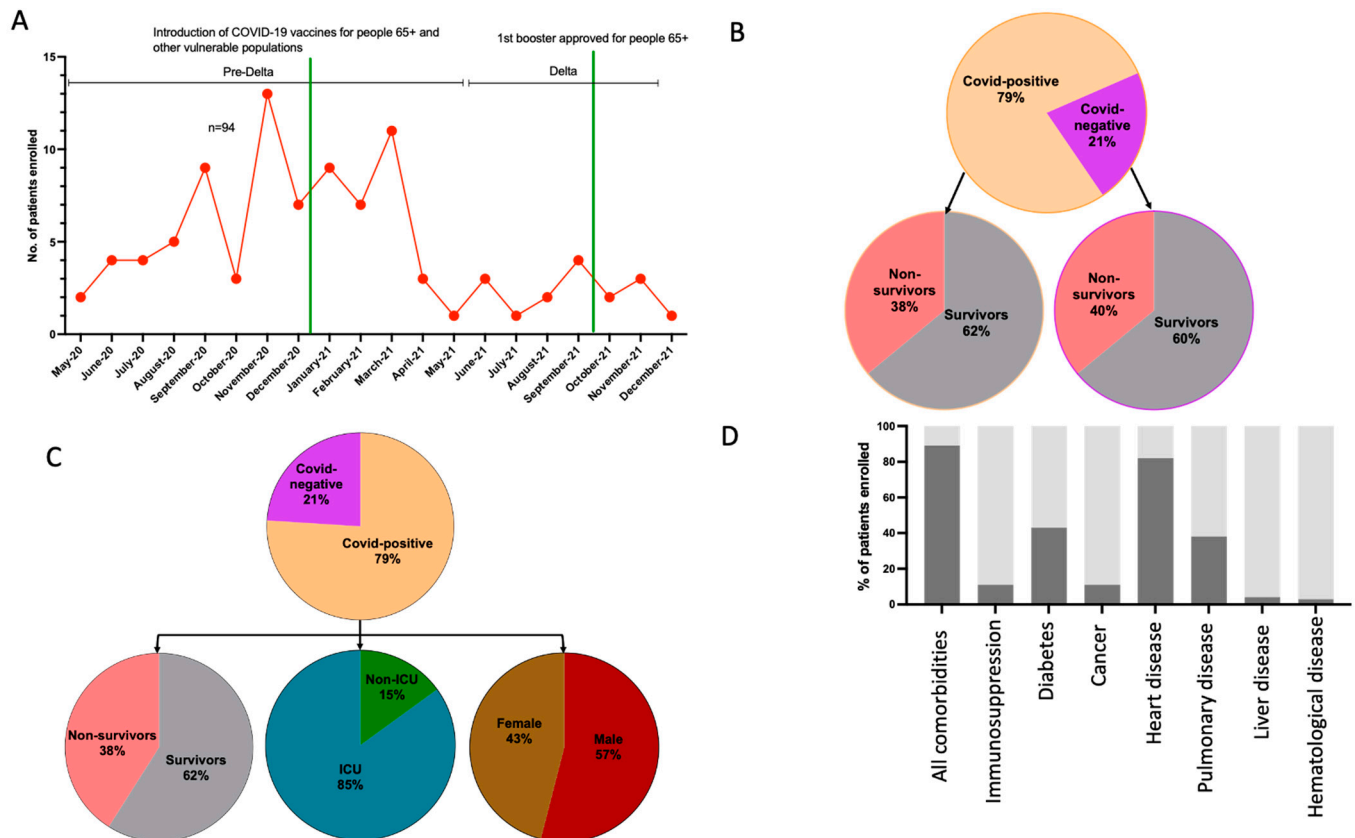 A
Introduction of COVID-19 vaccines for people 65+ and
other vulnerable populations
1st booster approved for people 65+
Pre-Delta
Delta
n=94
No. of patients enrolled
15
10
5
0
May-20
June-20
July-20
August-20
September-20
October-20
November-20
December-20
January-21
February-21
March-21
April-21
May-21
June-21
July-21
August-21
September-21
October-21
November-21
December-21
B
Covid-positive
79%
Covid-
negative
21%
Non-
survivors
38%
Survivors
62%
Non-
survivors
40%
Survivors
60%
C
Covid-
negative
21%
Covid-positive
79%
Non-survivors
38%
Survivors
62%
Non-ICU
15%
ICU
85%
Female
43%
Male
57%
D
% of patients enrolled
100
80
60
40
20
0
All comorbidities
Immunosuppression
Diabetes
Cancer
Heart disease
Pulmonary disease
Liver disease
Hematological disease